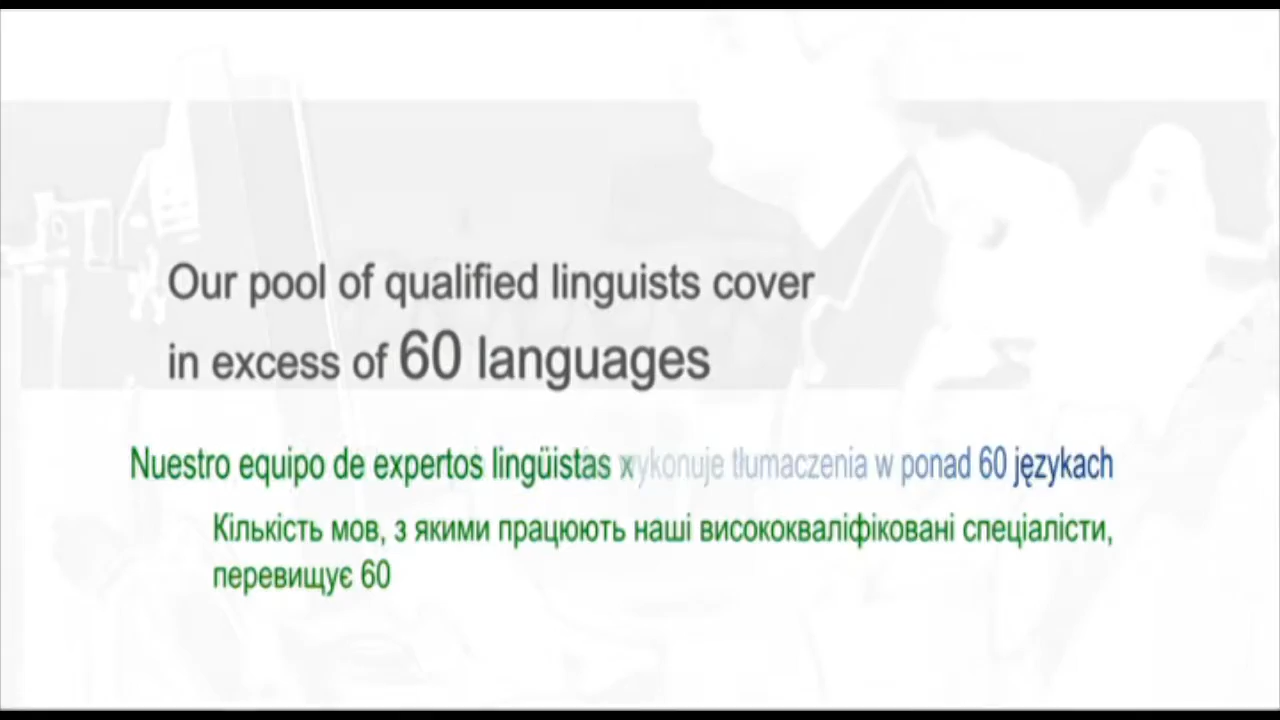 Our pool of qualified linguists cover
in excess of 60 languages
Nuestro equipo de expertos lingüistas wykonuje tłumaczenia w ponad 60 językach
Кількість мов, з якими працюють наші висококваліфіковані спеціалісти,
перевищує 60